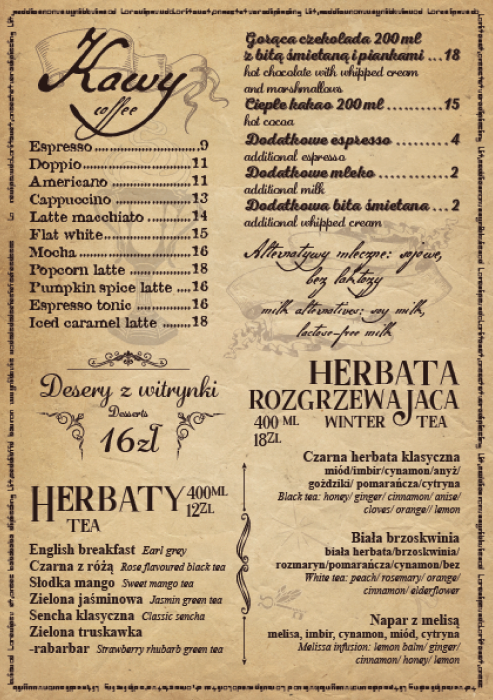 Kawy
coffee
Espresso.......................9
Doppio.........................11
Americano ..................11
Cappuccino ................13
Latte macchiato .........14
Flat white...................15
Mocha.........................16
Popcorn latte .............18
Pumpkin spice latte ...16
Espresso tonic ...........16
Iced caramel latte .......18
Desery z witrynki
Desserts
16zł
HERBATY 400ML
TEA 12ZŁ
English breakfast Earl grey
Czarna z różą Rose flavoured black tea
Słodka mango Sweet mango tea
Zielona jaśminowa Jasmin green tea
Sencha klasyczna Classic sencha
Zielona truskawka
-rabarbar Strawberry rhubarb green tea
Gorąca czekolada 200 ml
z bitą śmietaną i piankami ...18
hot chocolate with whipped cream
and marshmallows
Ciepłe kakao 200 ml..........15
hot cocoa
Dodatkowe espresso .........4
additional espresso
Dodatkowe mleko ............2
additional milk
Dodatkowa bita śmietana ...2
additional whipped cream
Alternatywy mleczne: sojowe,
bez laktozy
milk alternatives: soy milk,
lactose-free milk
HERBATA
ROZGRZEWAJĄCA
400 ML WINTER TEA
18ZŁ
Czarna herbata klasyczna
miód/imbir/cynamon/anyż/
goździki/ pomarańcza/cytryna
Black tea: honey/ ginger/ cinnamon/ anise/
cloves/ orange// lemon
Biała brzoskwinia
biała herbata/brzoskwinia/
rozmaryn/pomarańcza/cynamon/bez
White tea: peach/ rosemary/ orange/
cinnamon/ elderflower
Napar z melisą
melisa, imbir, cynamon, miód, cytryna
Melissa infusion: lemon balm/ ginger/
cinnamon/ honey/ lemon